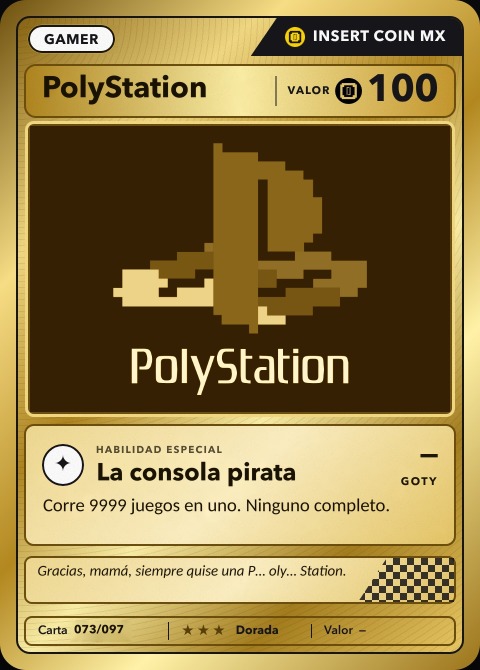 GAMER
INSERT COIN MX
PolyStation
VALOR 100
PolyStation
HABILIDAD ESPECIAL
La consola pirata
–
GOTY
Corre 9999 juegos en uno. Ninguno completo.
Gracias, mamá, siempre quise una P... oly... Station.
Carta 073/097 ★ ★ ★ Dorada Valor –